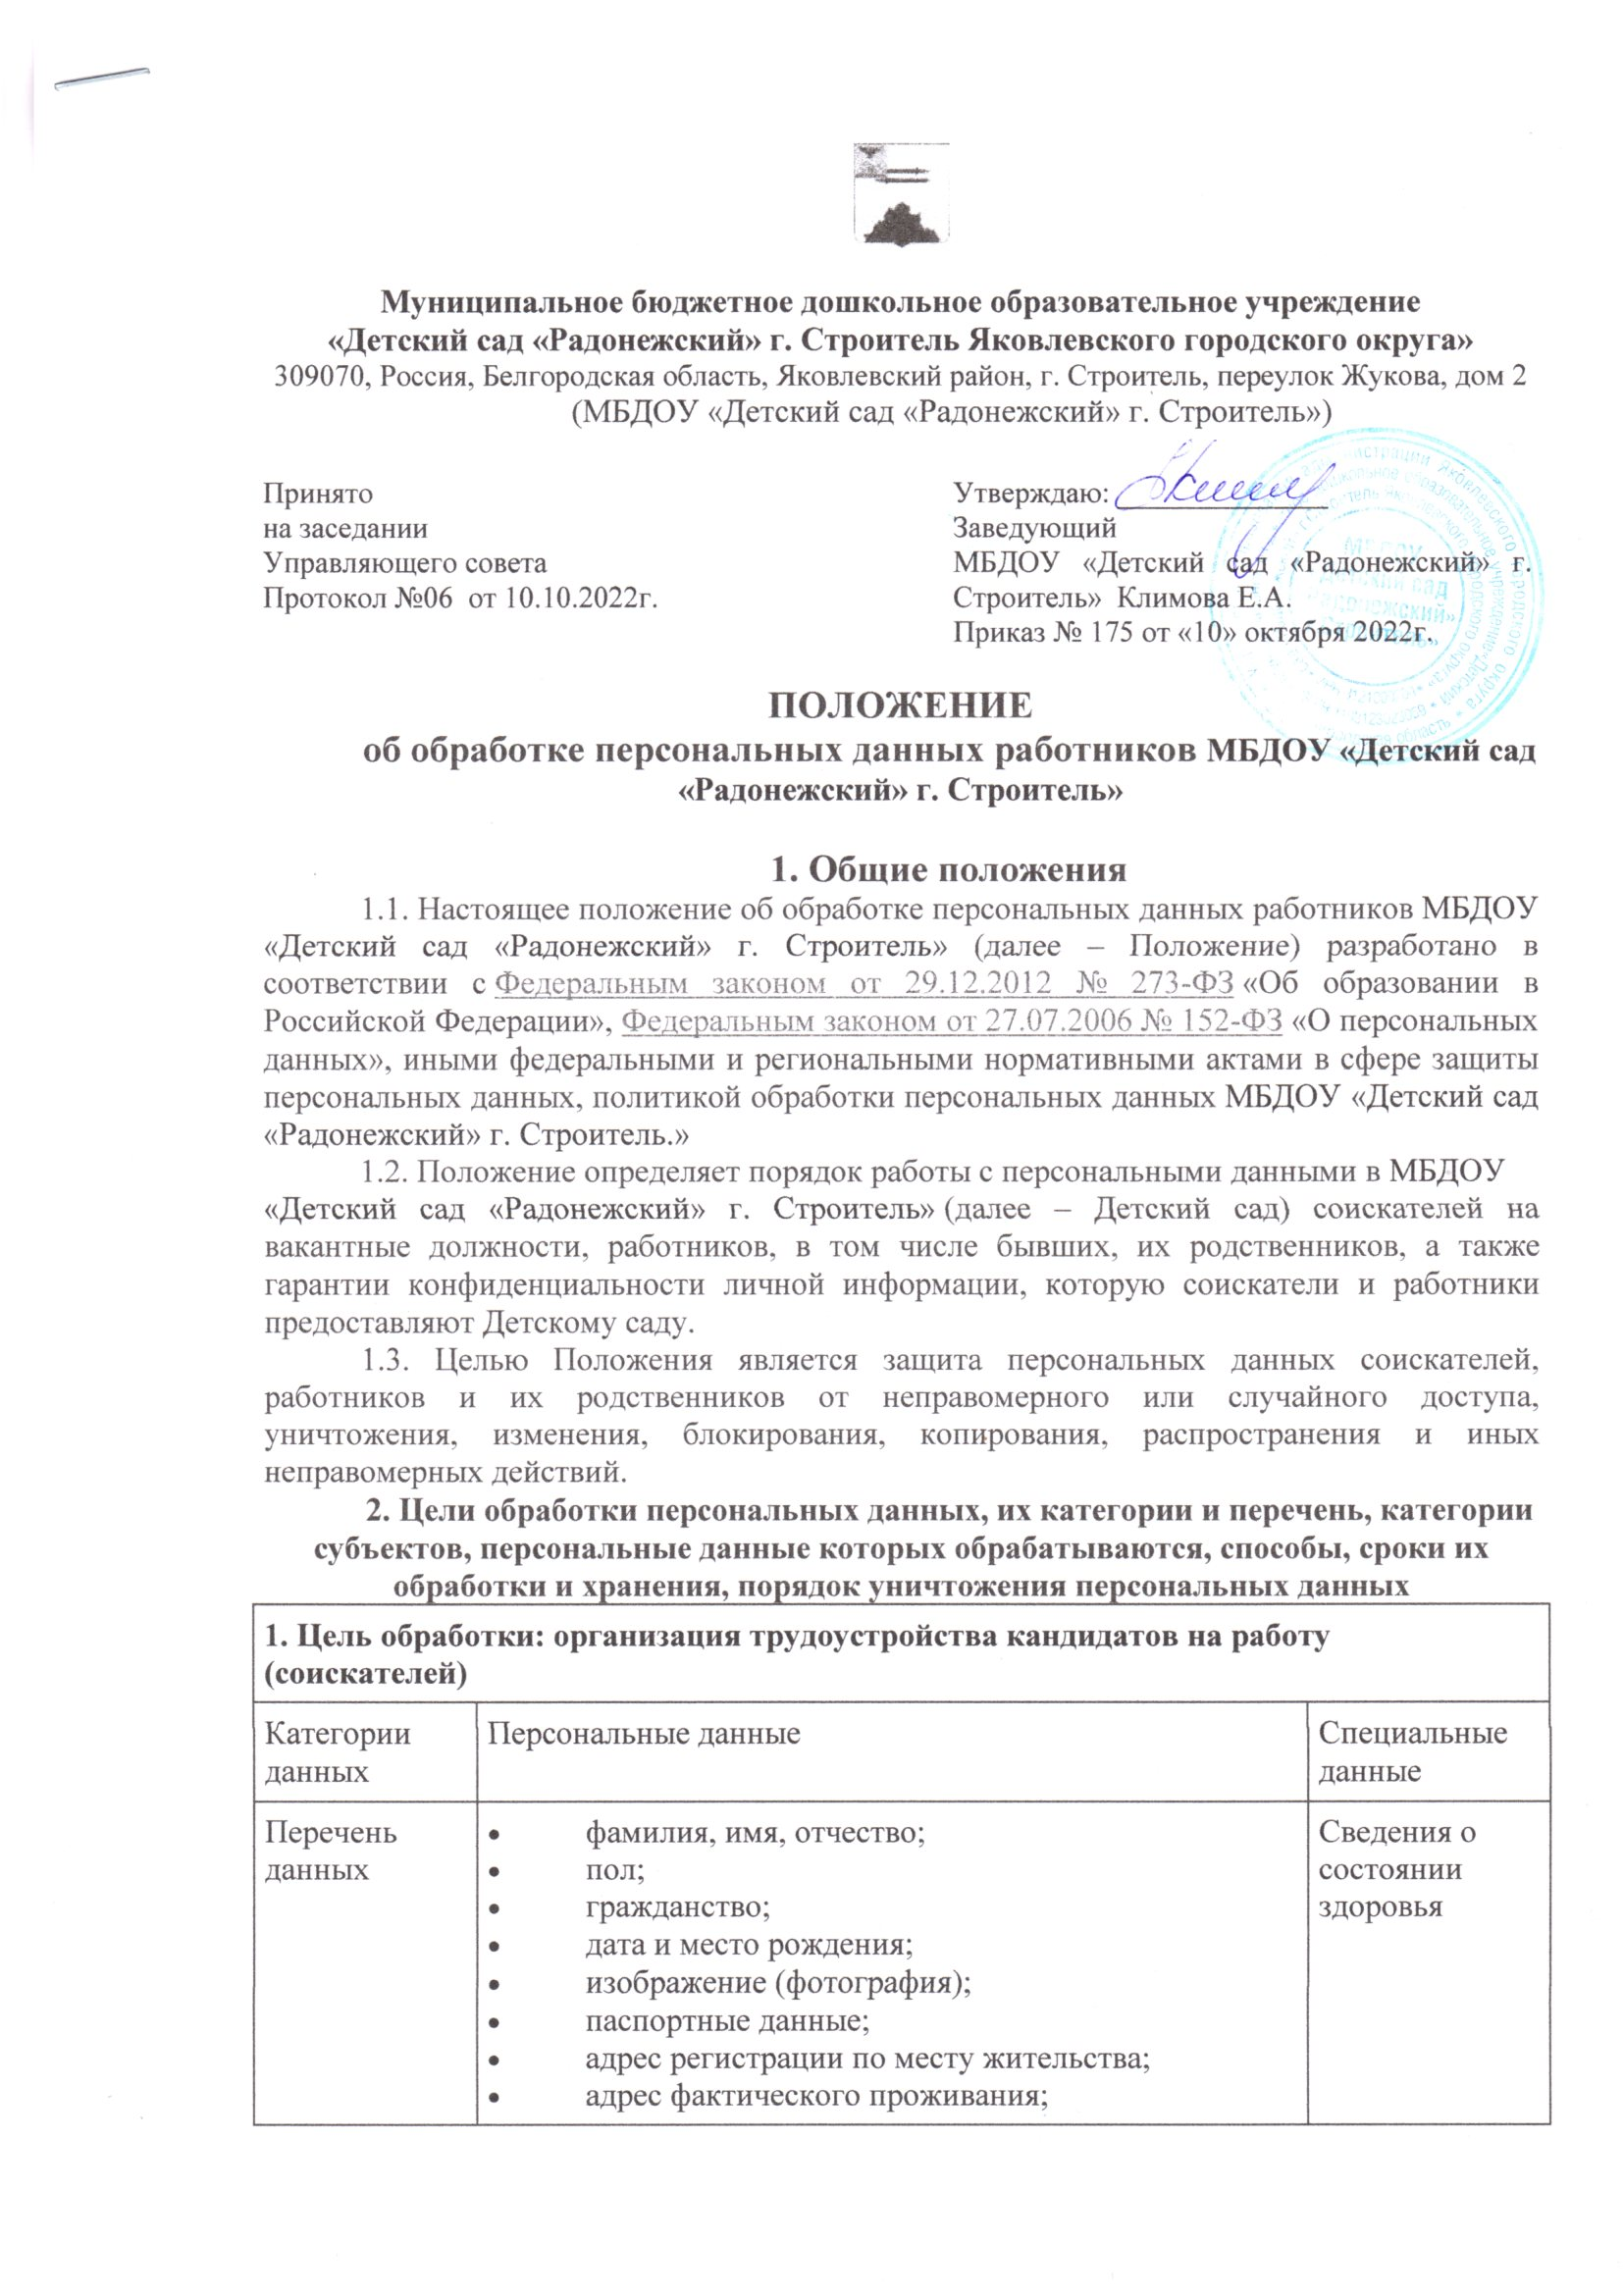 Муниципальное бюджетное дошкольное образовательное учреждение
«Детский сад «Радонежский» г. Строитель Яковлевского городского округа»
309070, Россия, Белгородская область, Яковлевский район, г. Строитель, переулок Жукова, дом 2
(МБДОУ «Детский сад «Радонежский» г. Строитель»)
Принято
на заседании
Управляющего совета
Протокол №06 от 10.10.2022г.
Утверждаю:
Заведующий
МБДОУ «Детский сад «Радонежский» г.
Строитель» Климова Е.А.
Приказ № 175 от «10» октября 2022г.
ПОЛОЖЕНИЕ
об обработке персональных данных работников МБДОУ «Детский сад
«Радонежский» г. Строитель»
1. Общие положения
1.1. Настоящее положение об обработке персональных данных работников МБДОУ
«Детский сад «Радонежский» г. Строитель» (далее – Положение) разработано в
соответствии с Федеральным законом от 29.12.2012 № 273-ФЗ «Об образовании в
Российской Федерации», Федеральным законом от 27.07.2006 № 152-ФЗ «О персональных
данных», иными федеральными и региональными нормативными актами в сфере защиты
персональных данных, политикой обработки персональных данных МБДОУ «Детский сад
«Радонежский» г. Строитель.»
1.2. Положение определяет порядок работы с персональными данными в МБДОУ
«Детский сад «Радонежский» г. Строитель» (далее – Детский сад) соискателей на
вакантные должности, работников, в том числе бывших, их родственников, а также
гарантии конфиденциальности личной информации, которую соискатели и работники
предоставляют Детскому саду.
1.3. Целью Положения является защита персональных данных соискателей,
работников и их родственников от неправомерного или случайного доступа,
уничтожения, изменения, блокирования, копирования, распространения и иных
неправомерных действий.
2. Цели обработки персональных данных, их категории и перечень, категории
субъектов, персональные данные которых обрабатываются, способы, сроки их
обработки и хранения, порядок уничтожения персональных данных
1. Цель обработки: организация трудоустройства кандидатов на работу
(соискателей)
Категории
данных
Персональные данные
Специальные
данные
Перечень
данных
• фамилия, имя, отчество;
• пол;
• гражданство;
• дата и место рождения;
• изображение (фотография);
• паспортные данные;
• адрес регистрации по месту жительства;
• адрес фактического проживания;
Сведения о
состоянии
здоровья